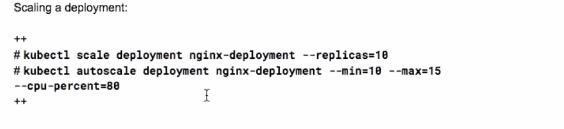 Scaling a deployment:
++
# kubectl scale deployment nginx-deployment --replicas=10
# kubectl autoscale deployment nginx-deployment --min=10 --max=15
--cpu-percent=80
++